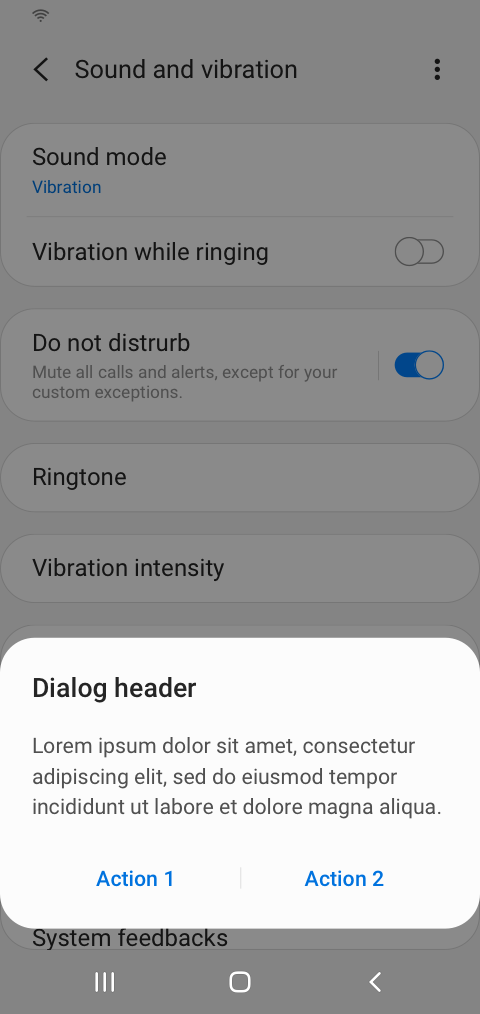 Sound and vibration
Sound mode
Vibration
Vibration while ringing
Do not distrurb
Mute all calls and alerts, except for your
custom exceptions.
Ringtone
Vibration intensity
Dialog header
Lorem ipsum dolor sit amet, consectetur
adipiscing elit, sed do eiusmod tempor
incididunt ut labore et dolore magna aliqua.
Action 1
Action 2
System feedbacks